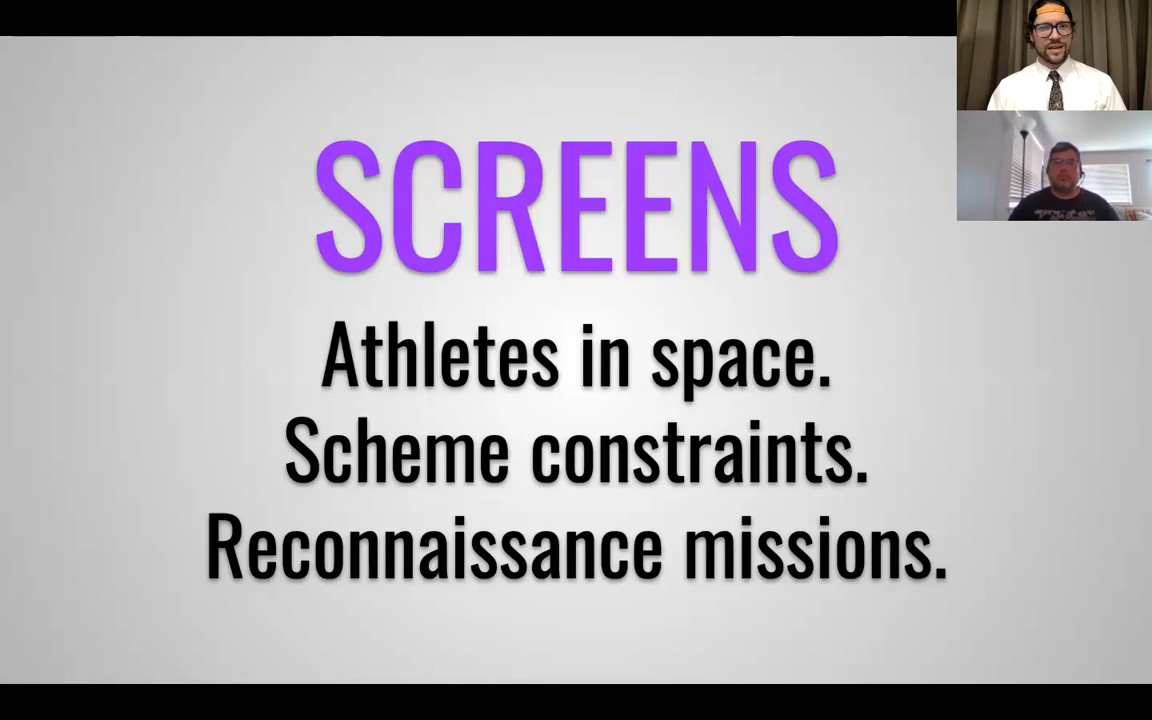 SCREENS
Athletes in space.
Scheme constraints.
Reconnaissance missions.